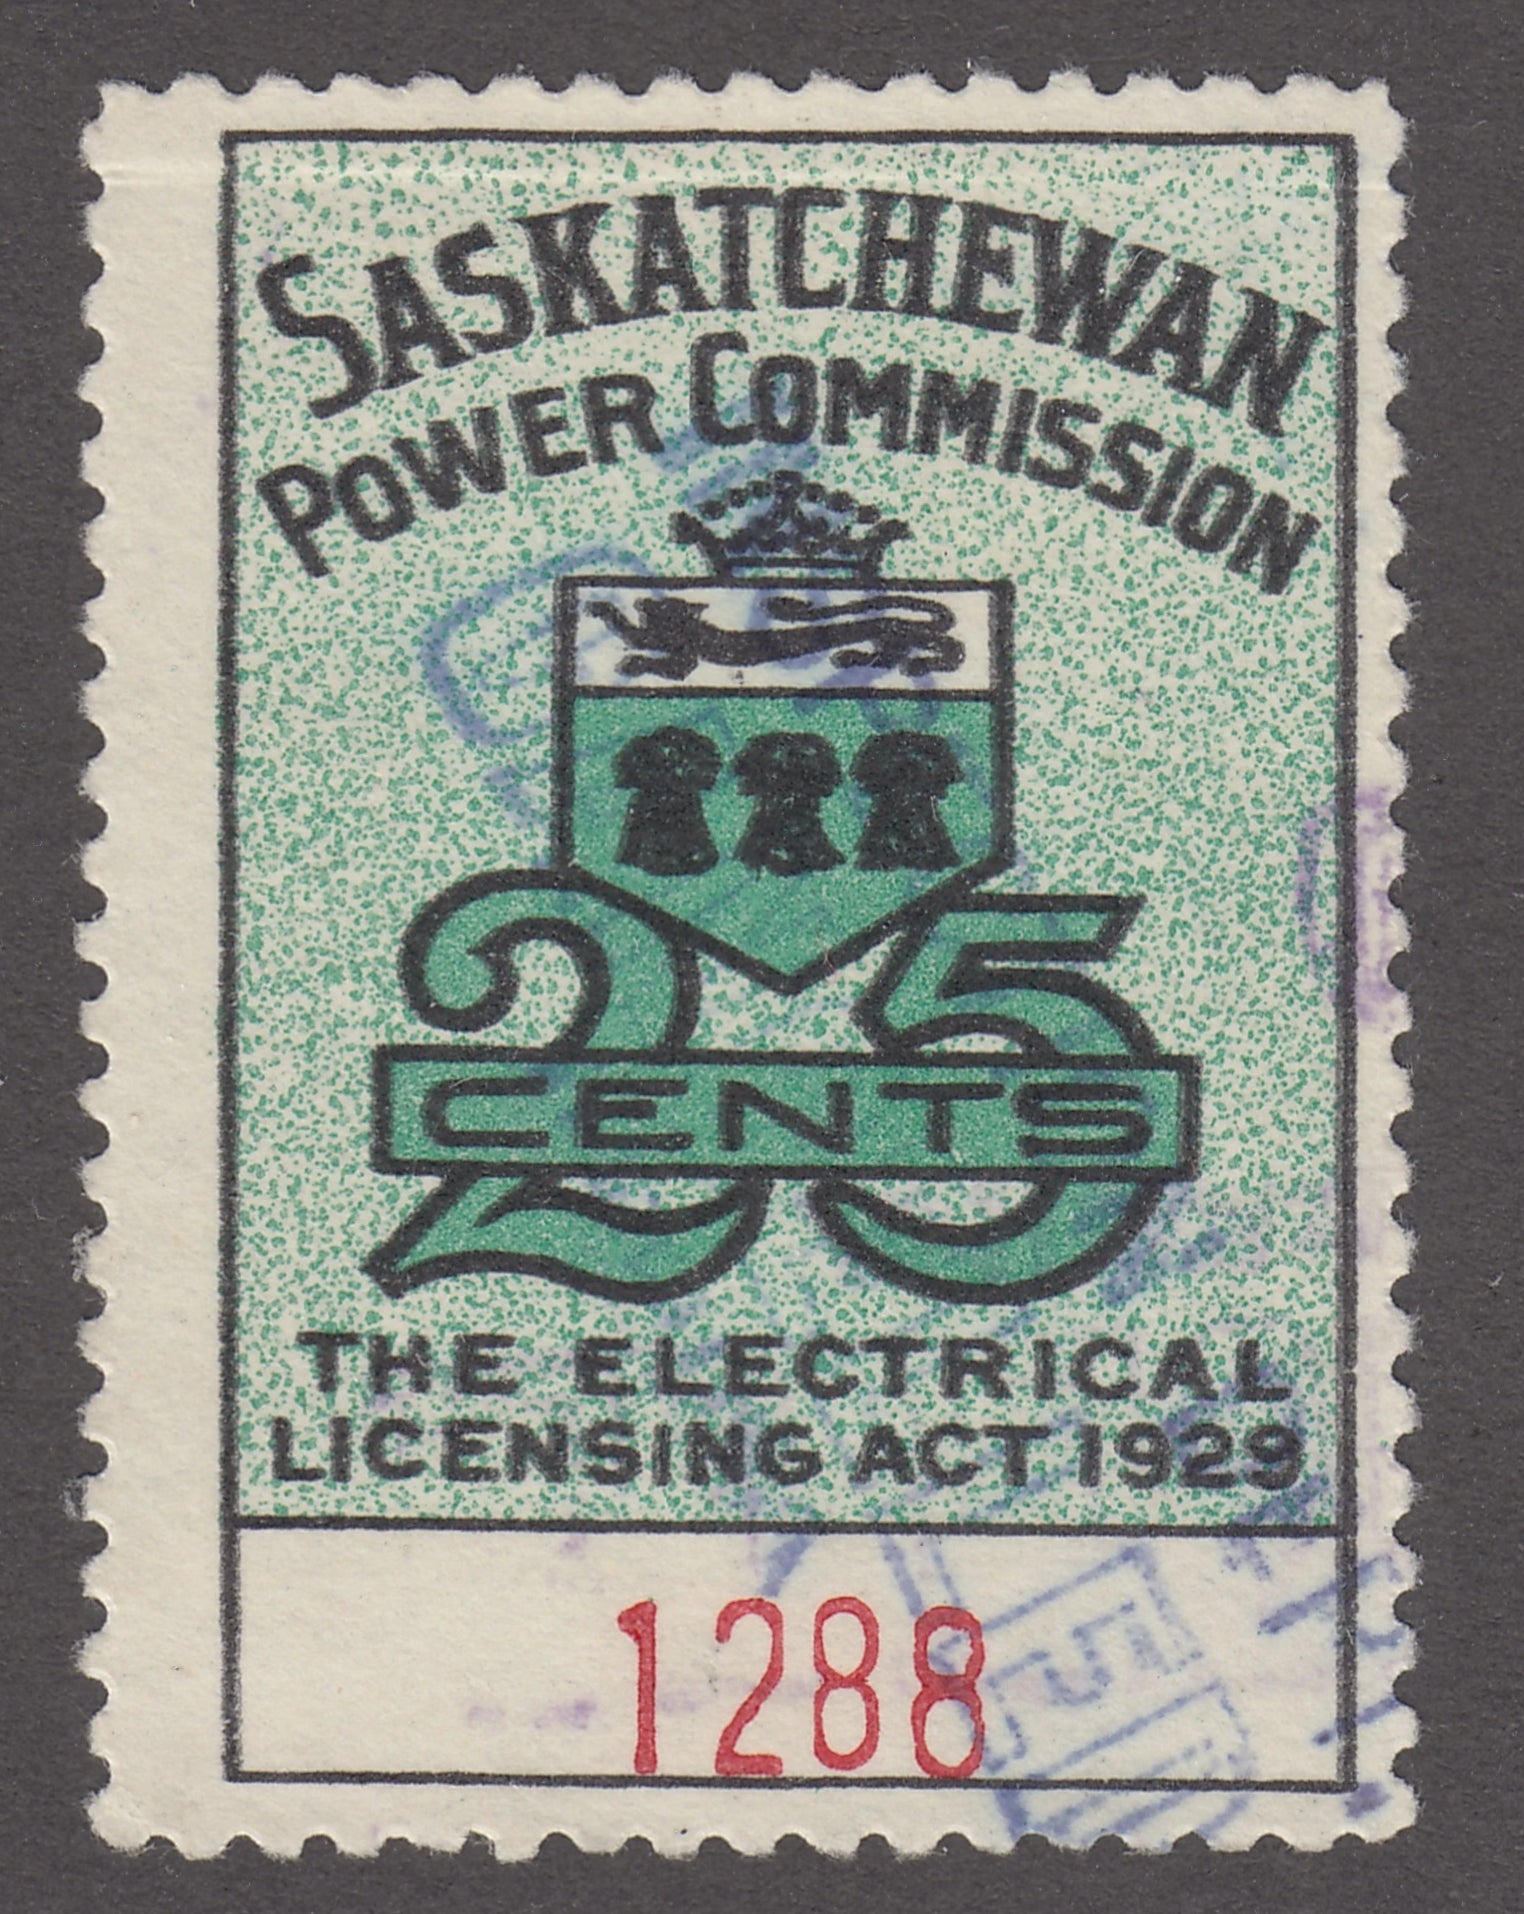 SASKATCHEWAN
POWER COMMISSION
25
CENTS
THE ELECTRICAL
LICENSING ACT 1929
1288